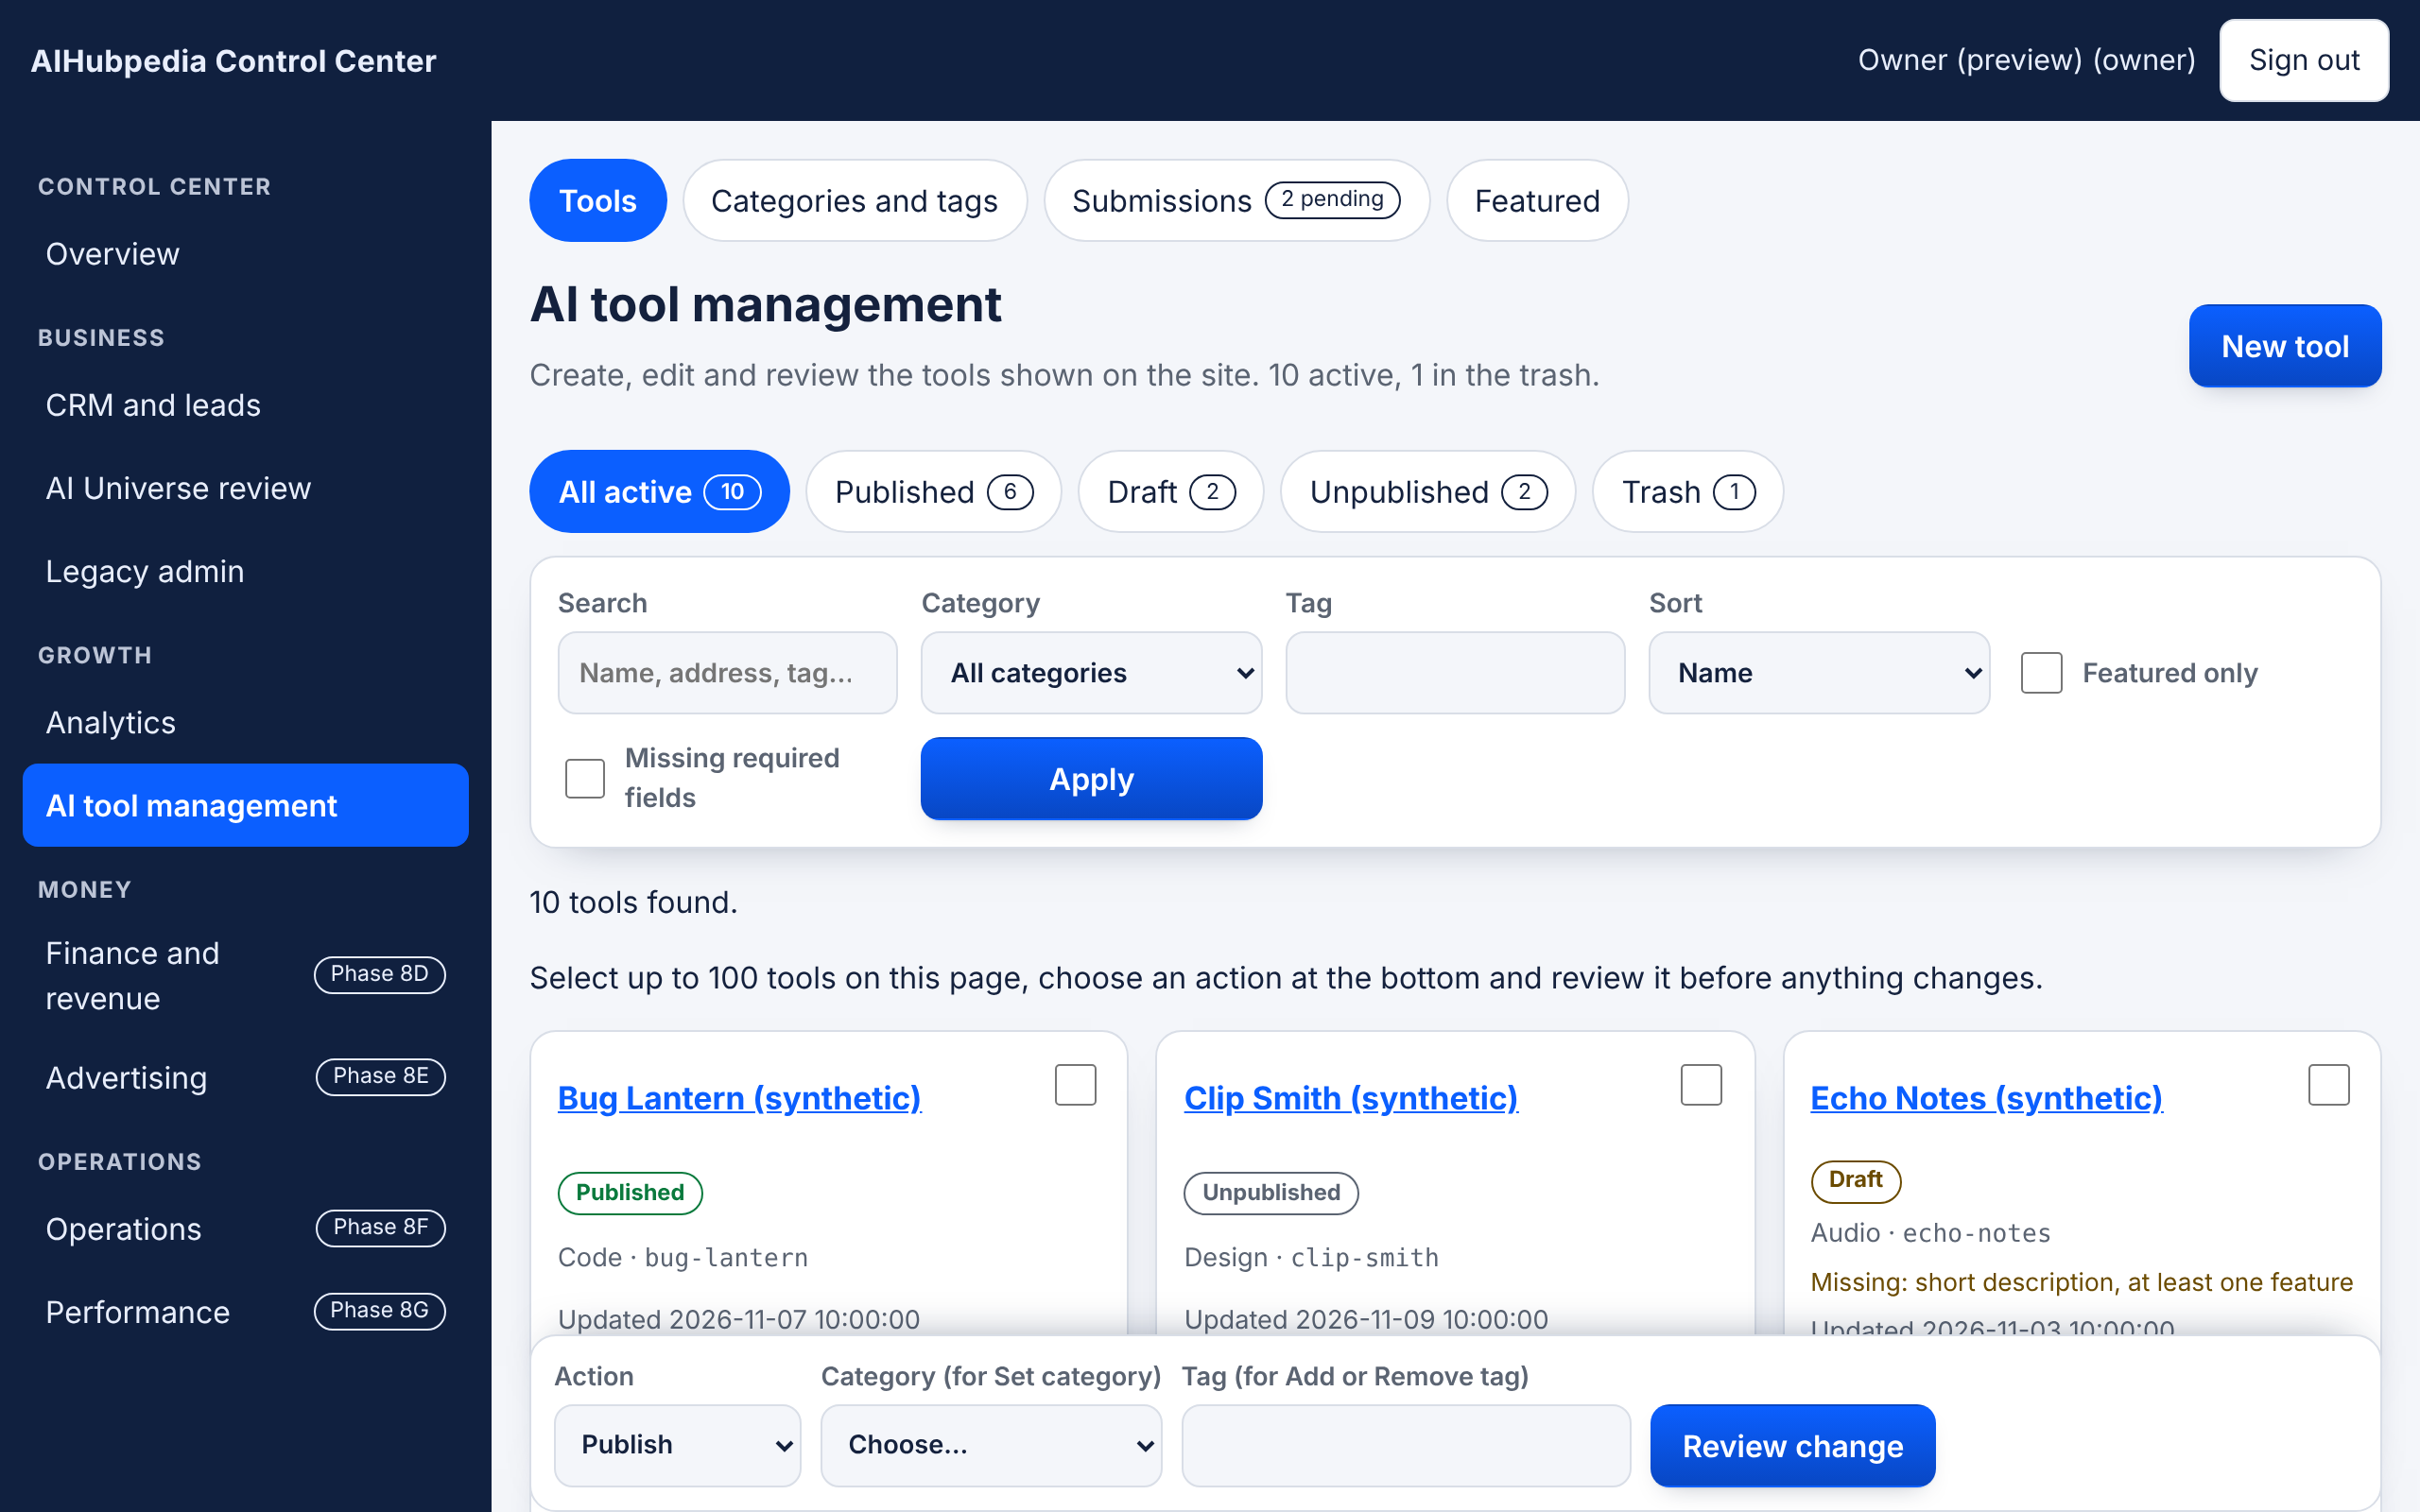 AIHubpedia Control Center
Owner (preview) (owner)
Sign out
CONTROL CENTER
Overview
BUSINESS
CRM and leads
AI Universe review
Legacy admin
GROWTH
Analytics
AI tool management
MONEY
Finance and
revenue
Phase 8D
Advertising
Phase 8E
OPERATIONS
Operations
Phase 8F
Performance
Phase 8G
Tools
Categories and tags
Submissions 2 pending
Featured
AI tool management
Create, edit and review the tools shown on the site. 10 active, 1 in the trash.
New tool
All active 10
Published 6
Draft 2
Unpublished 2
Trash 1
Search
Category
Tag
Sort
Name, address, tag...
All categories
Name
Featured only
Missing required
fields
Apply
10 tools found.
Select up to 100 tools on this page, choose an action at the bottom and review it before anything changes.
Bug Lantern (synthetic)
Published
Code · bug-lantern
Updated 2026-11-07 10:00:00
Clip Smith (synthetic)
Unpublished
Design · clip-smith
Updated 2026-11-09 10:00:00
Echo Notes (synthetic)
Draft
Audio · echo-notes
Missing: short description, at least one feature
Updated 2026-11-03 10:00:00
Action
Category (for Set category)
Tag (for Add or Remove tag)
Publish
Choose...
Review change